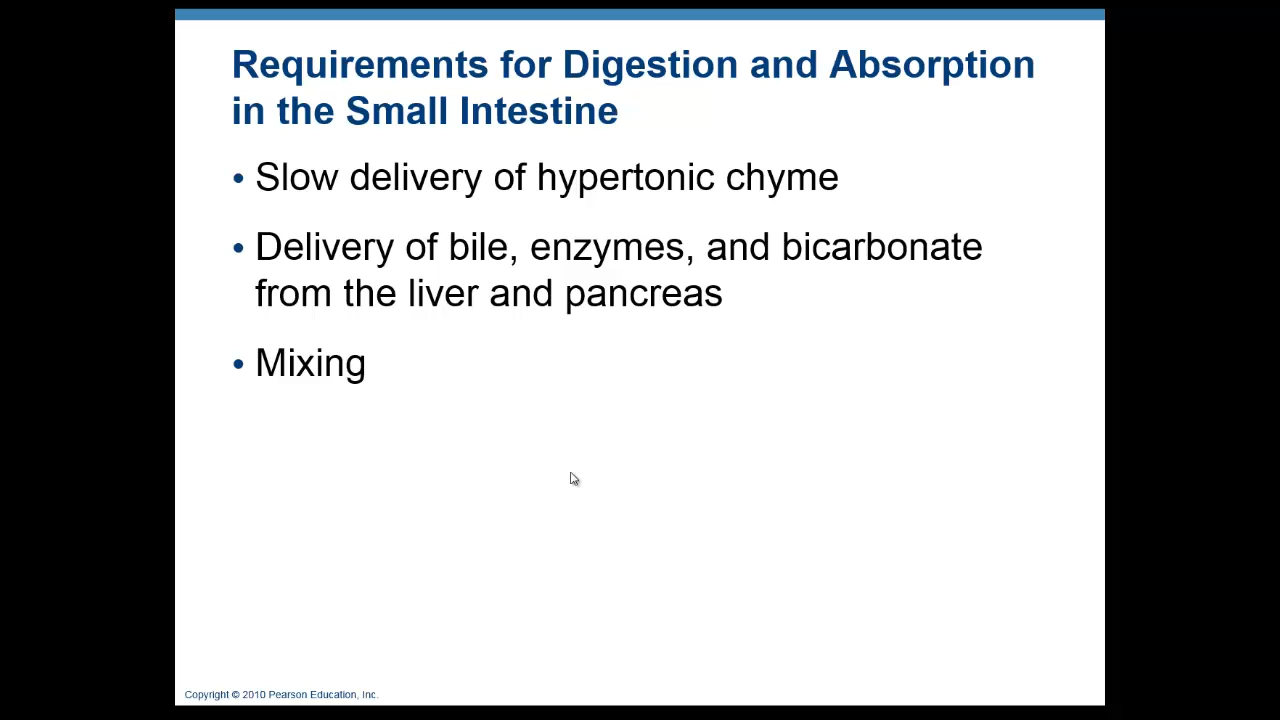 Requirements for Digestion and Absorption
in the Small Intestine
• Slow delivery of hypertonic chyme
• Delivery of bile, enzymes, and bicarbonate
from the liver and pancreas
• Mixing
Copyright © 2010 Pearson Education, Inc.